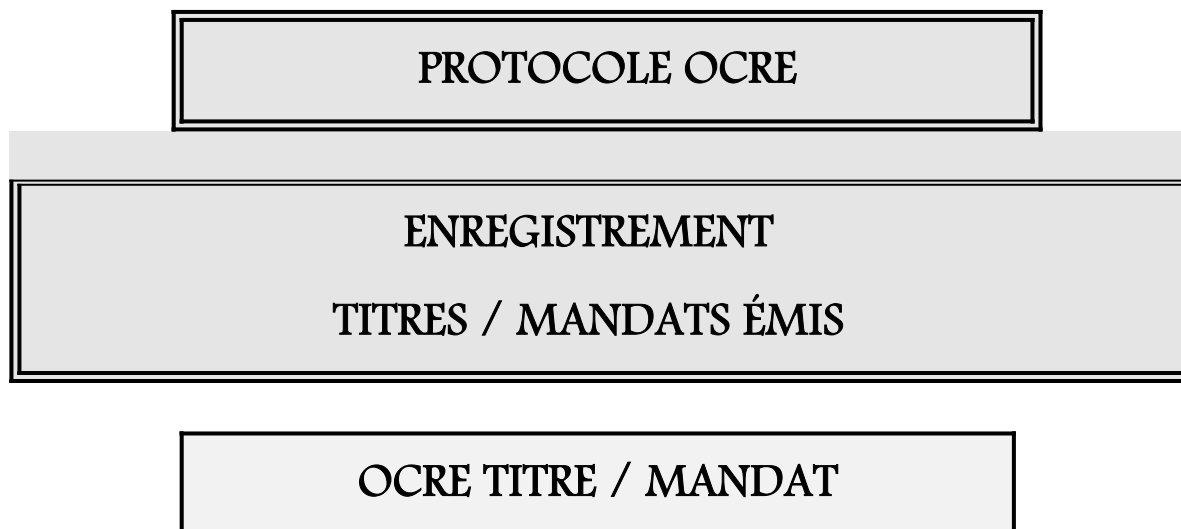 PROTOCOLE OCRE
ENREGISTREMENT
TITRES / MANDATS ÉMIS
OCRE TITRE / MANDAT